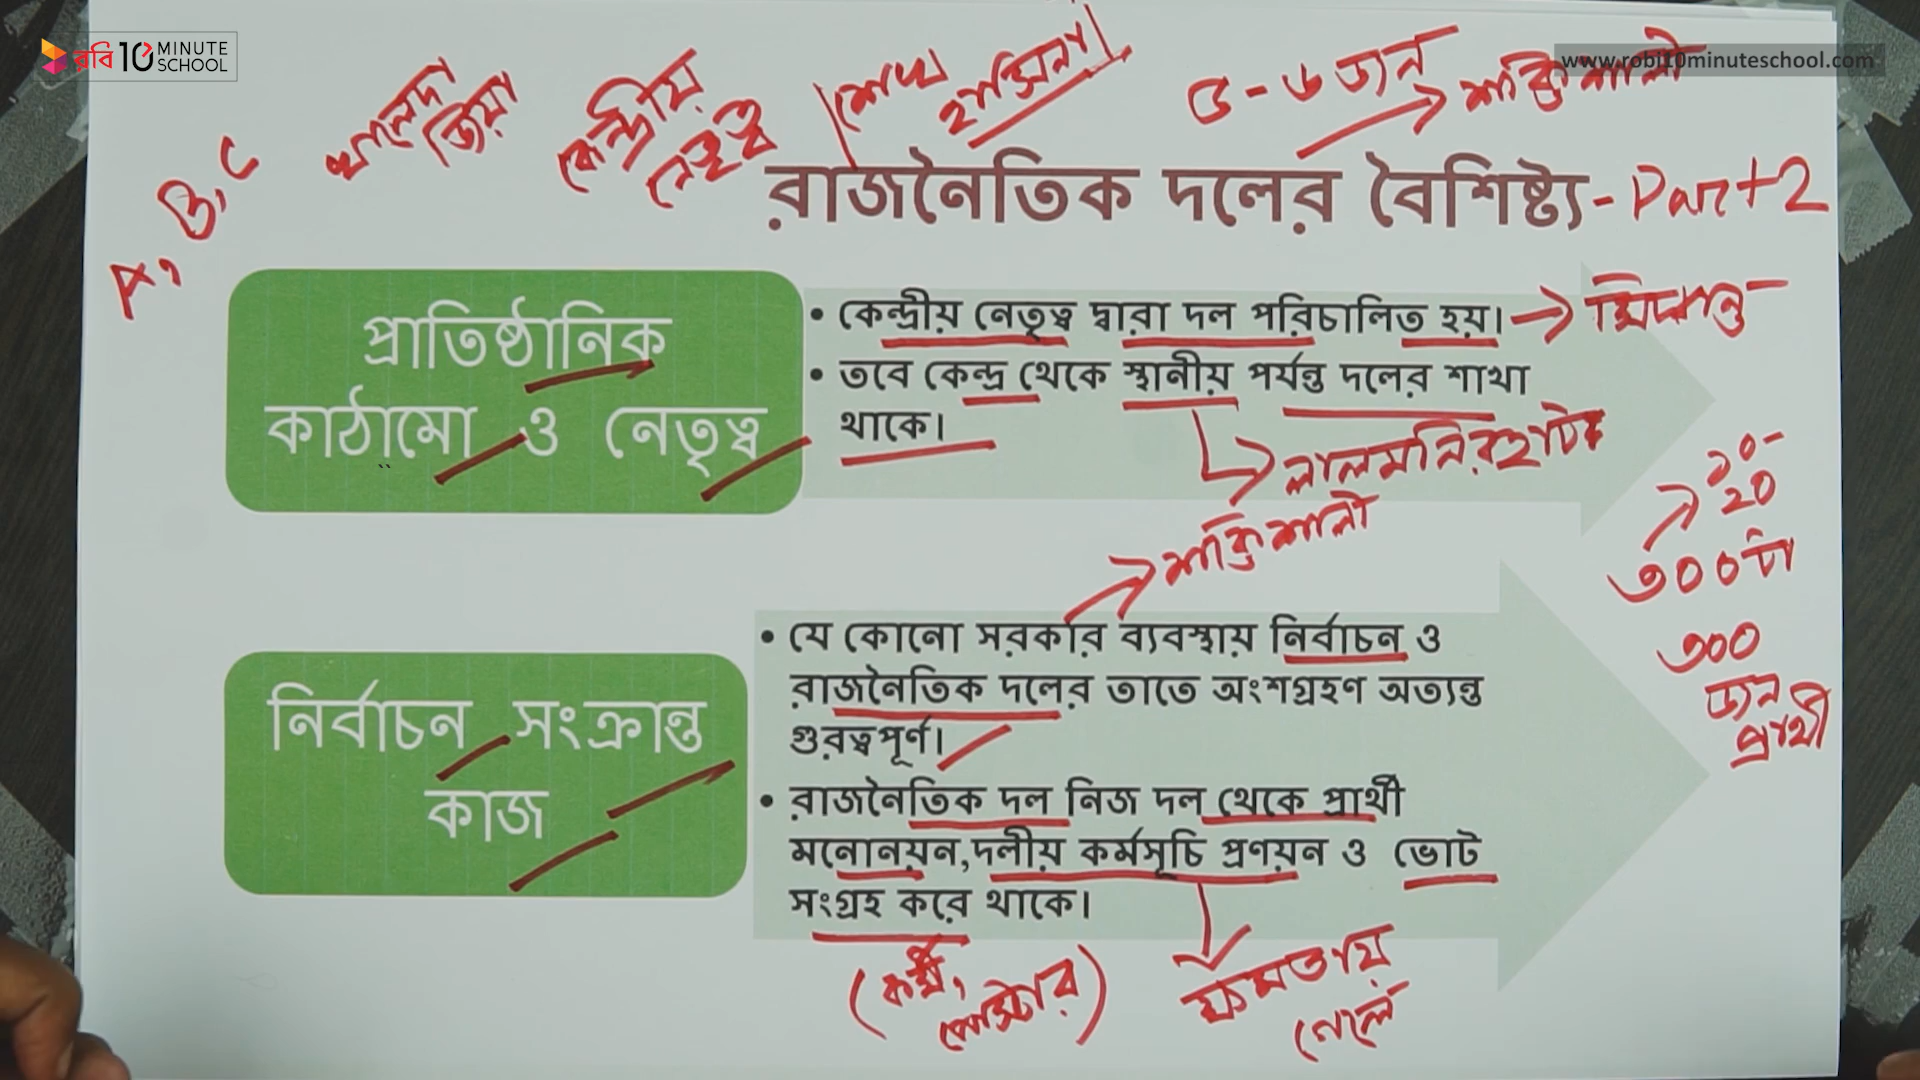 রবি 10 MINUTE SCHOOL
www.robi10minuteschool.com
A, B, C
খালেদা জিয়া
কেন্দ্রীয় নেতৃত্ব
শেখ হাসিনা
৫-৬ জন → শক্তিশালী
রাজনৈতিক দলের বৈশিষ্ট্য - Part 2
প্রাতিষ্ঠানিক
কাঠামো ও নেতৃত্ব
• কেন্দ্রীয় নেতৃত্ব দ্বারা দল পরিচালিত হয়। → সিদ্ধান্ত
• তবে কেন্দ্র থেকে স্থানীয় পর্যন্ত দলের শাখা
থাকে।
লালমনিরহাট
শক্তিশালী
১০-
২০
৩০০টা
৩০০
জন
প্রার্থী
নির্বাচন সংক্রান্ত
কাজ
• যে কোনো সরকার ব্যবস্থায় নির্বাচন ও
রাজনৈতিক দলের তাতে অংশগ্রহণ অত্যন্ত
গুরত্বপূর্ণ।
• রাজনৈতিক দল নিজ দল থেকে প্রার্থী
মনোনয়ন,দলীয় কর্মসূচি প্রণয়ন ও ভোট
সংগ্রহ করে থাকে।
(কর্মী,
পোস্টার)
ক্ষমতায়
গেলে